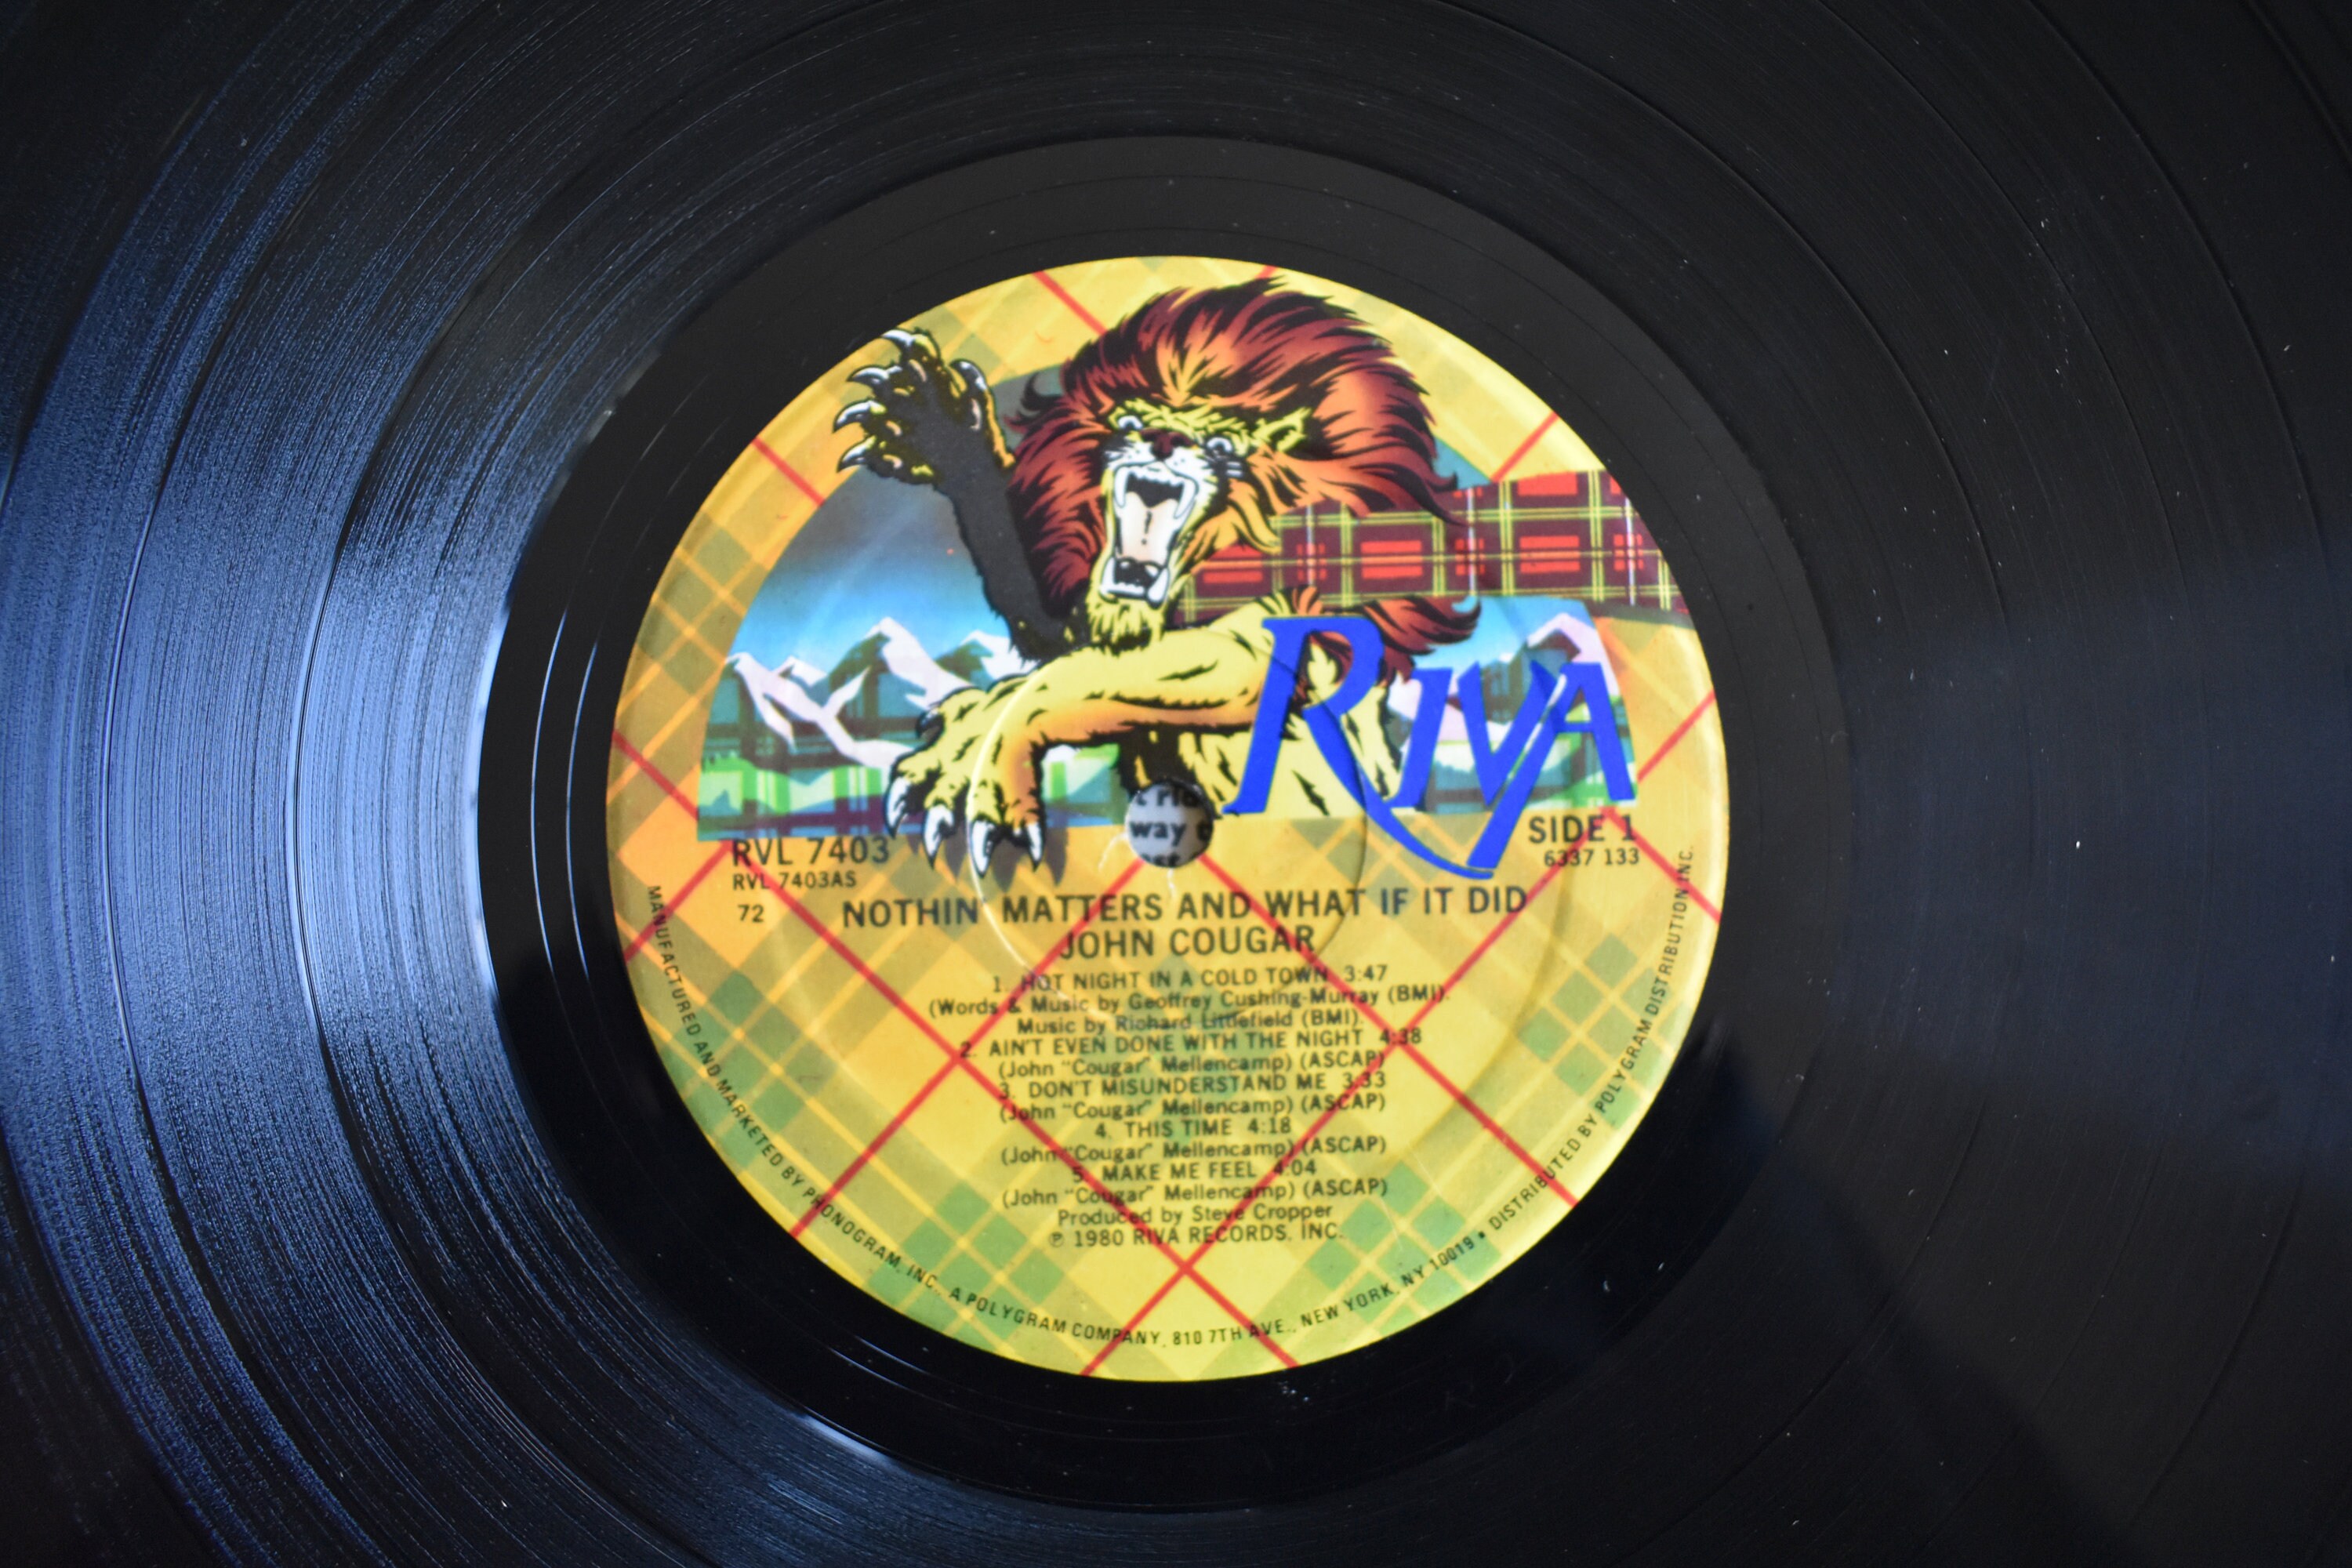 RIVA
RVL 7403
RVL 7403AS
72
SIDE 1
6337 133
way
NOTHIN' MATTERS AND WHAT IF IT DID
JOHN COUGAR
1. HOT NIGHT IN A COLD TOWN 3:47
(Words & Music by Geoffrey Cushing-Murray (BMI).
Music by Richard Littlefield (BMI).
2. AIN'T EVEN DONE WITH THE NIGHT 4:38
(John "Cougar" Mellencamp) (ASCAP)
3. DON'T MISUNDERSTAND ME 3:33
(John "Cougar" Mellencamp) (ASCAP)
4. THIS TIME 4:18
(John "Cougar" Mellencamp) (ASCAP)
5. MAKE ME FEEL 4:04
(John "Cougar" Mellencamp) (ASCAP)
Produced by Steve Cropper
℗ 1980 RIVA RECORDS, INC.
MANUFACTURED AND MARKETED BY PHONOGRAM, INC., A POLYGRAM COMPANY, 810 7TH AVE., NEW YORK, NY 10019 • DISTRIBUTED BY POLYGRAM DISTRIBUTION, INC.